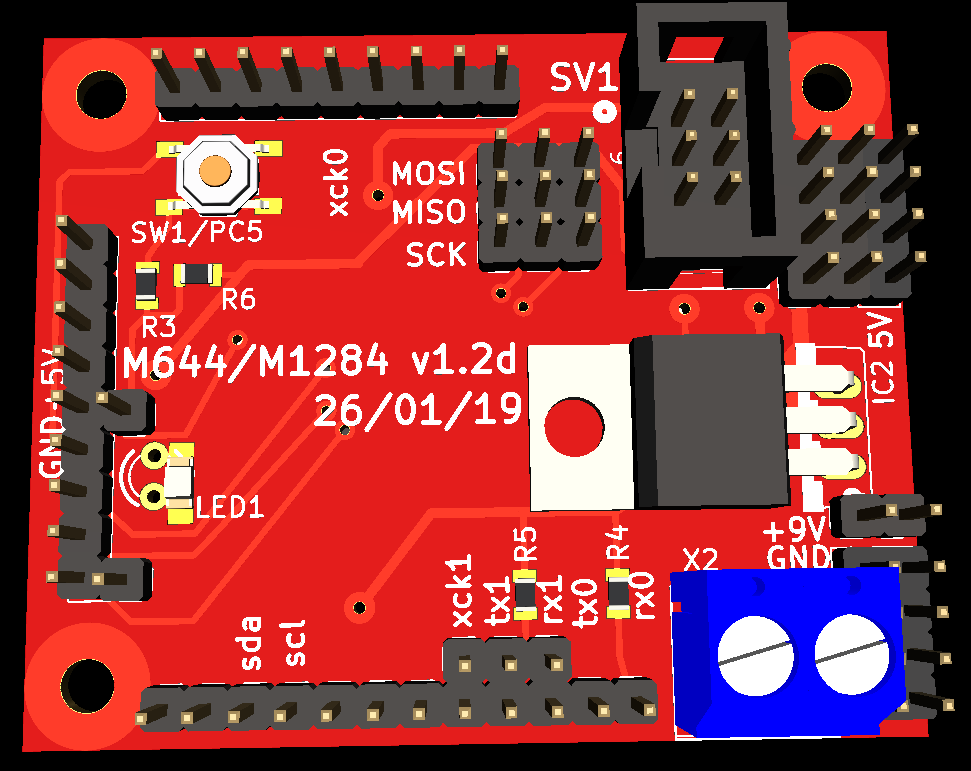 SV1
6
xck0
MOSI
MISO
SCK
SW1/PC5
R6
R3
5V
IC2
M644/M1284 v1.2d
26/01/19
GND+5V
LED1
+9V
GND
X2
R5
R4
xck1
tx1
rx1
tx0
rx0
sda
scl